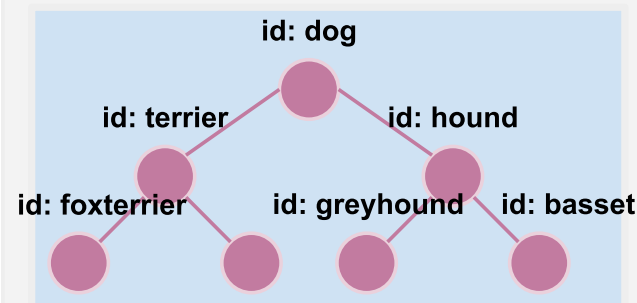 id: dog
id: terrier
id: hound
id: foxterrier
id: greyhound
id: basset